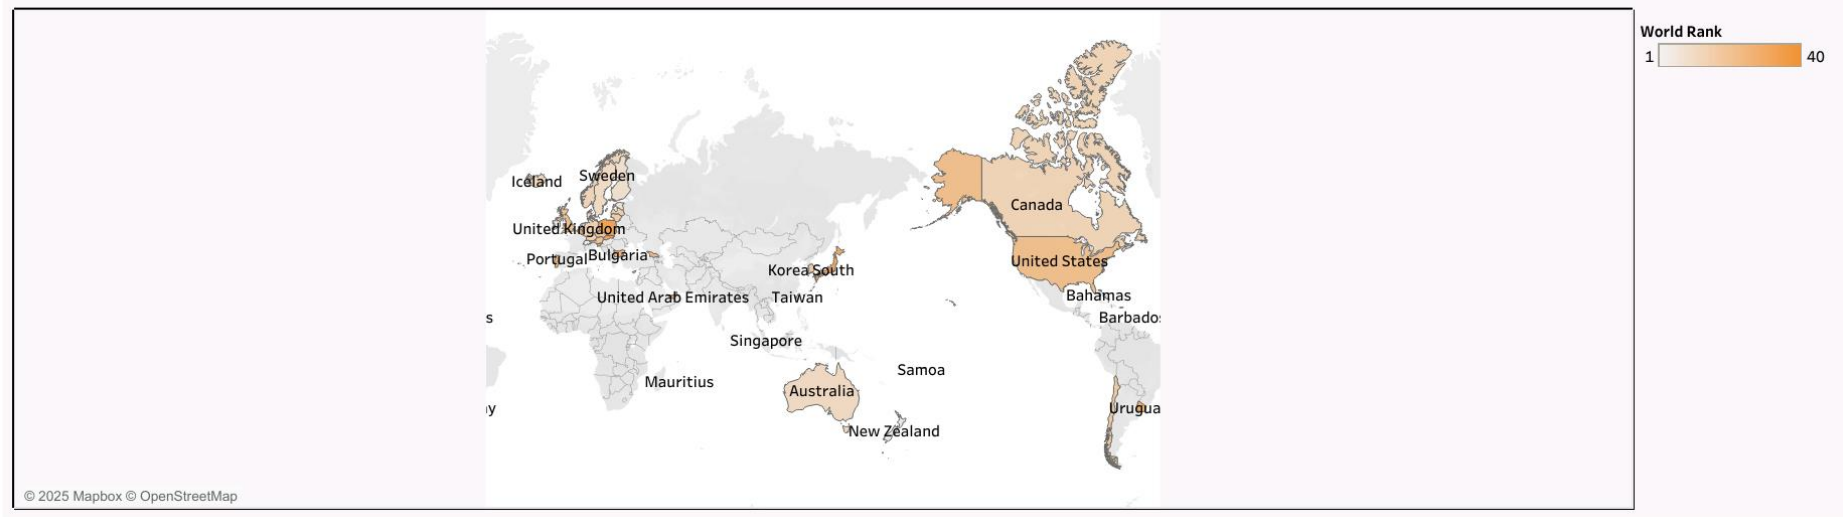 World Rank
1 40
Iceland
Sweden
Canada
United Kingdom
Portugal
Bulgaria
United States
Korea South
United Arab Emirates
Taiwan
Bahamas
s
Barbados
Singapore
Samoa
Mauritius
Australia
ay
Urugua
New Zealand
© 2025 Mapbox © OpenStreetMap